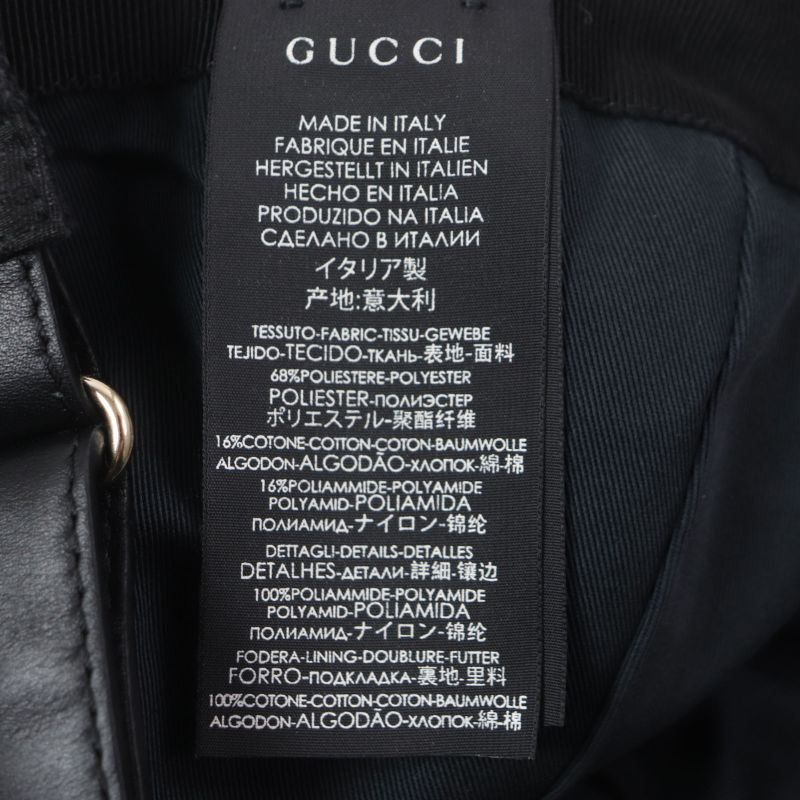 GUCCI
MADE IN ITALY
FABRIQUE EN ITALIE
HERGESTELLT IN ITALIEN
HECHO EN ITALIA
PRODUZIDO NA ITALIA
СДЕЛАНО В ИТАЛИИ
イタリア製
产地:意大利
TESSUTO-FABRIC-TISSU-GEWEBE
TEJIDO-TECIDO-ТКАНЬ-表地-面料
68%POLIESTERE-POLYESTER
POLIESTER-ПОЛИЭСТЕР
ポリエステル-聚酯纤维
16%COTONE-COTTON-COTON-BAUMWOLLE
ALGODON-ALGODÃO-ХЛОПОК-綿-棉
16%POLIAMMIDE-POLYAMIDE
POLYAMID-POLIAMIDA
ПОЛИАМИД-ナイロン-锦纶
DETTAGLI-DETAILS-DETALLES
DETALHES-ДЕТАЛИ-詳細-镶边
100%POLIAMMIDE-POLYAMIDE
POLYAMID-POLIAMIDA
ПОЛИАМИД-ナイロン-锦纶
FODERA-LINING-DOUBLURE-FUTTER
FORRO-ПОДКЛАДКА-裏地-里料
100%COTONE-COTTON-COTON-BAUMWOLLE
ALGODON-ALGODÃO-ХЛОПОК-綿-棉